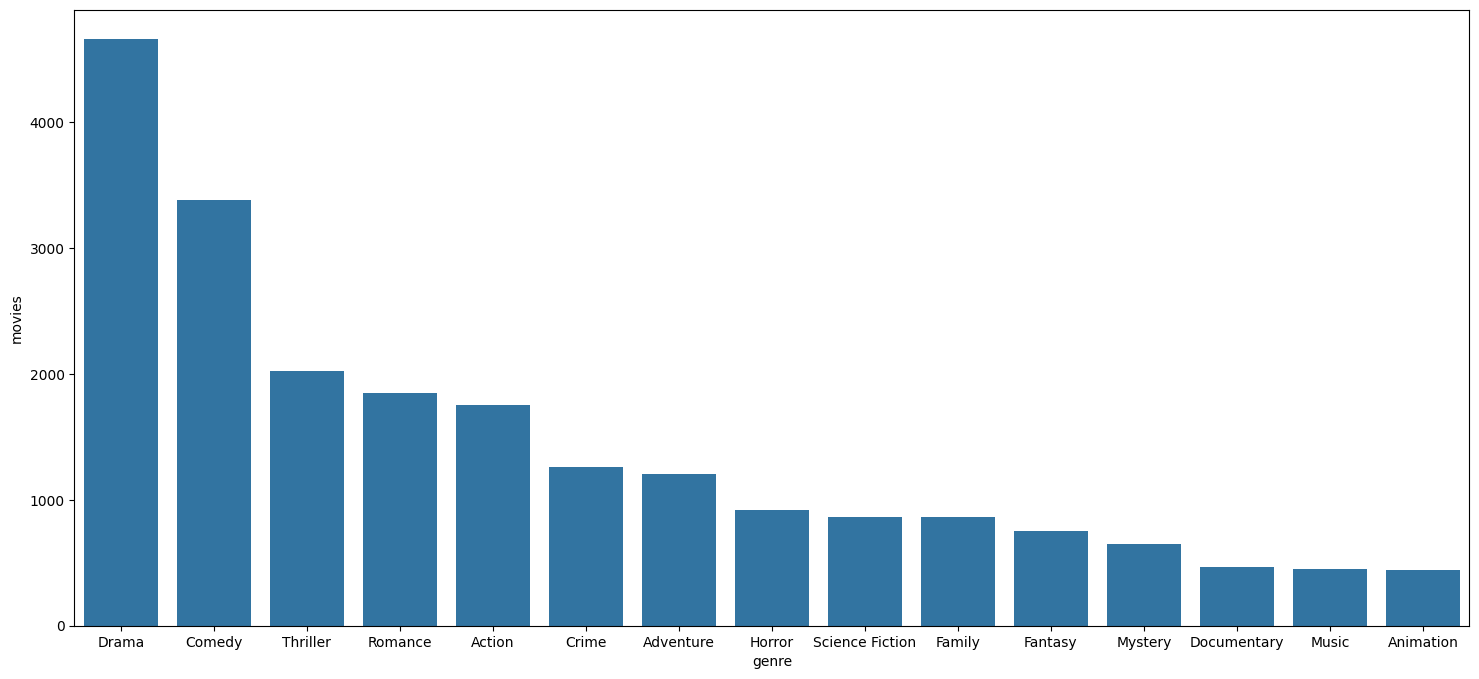 movies
4000
3000
2000
1000
0
Drama Comedy Thriller Romance Action Crime Adventure Horror Science Fiction Family Fantasy Mystery Documentary Music Animation
genre